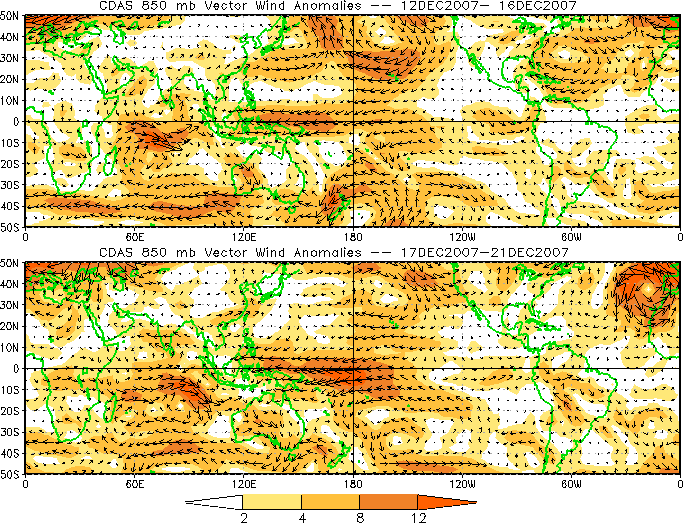 CDAS 850 mb Vector Wind Anomalies -- 12DEC2007- 16DEC2007
50N
40N
30N
20N
10N
0
10S
20S
30S
40S
50S
0 60E 120E 180 120W 60W 0
CDAS 850 mb Vector Wind Anomalies -- 17DEC2007-21DEC2007
50N
40N
30N
20N
10N
0
10S
20S
30S
40S
50S
0 60E 120E 180 120W 60W 0
2 4 8 12